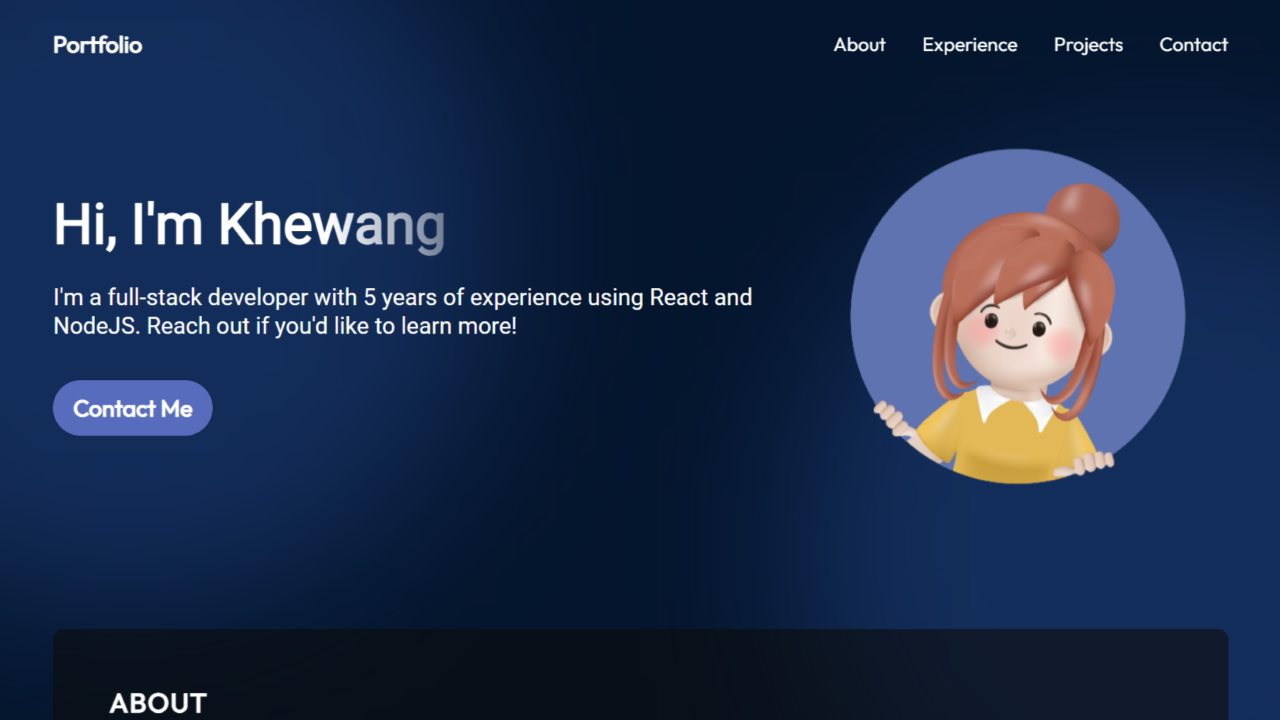 Portfolio
About Experience Projects Contact
Hi, I'm Khewang
I'm a full-stack developer with 5 years of experience using React and
NodeJS. Reach out if you'd like to learn more!
Contact Me
ABOUT